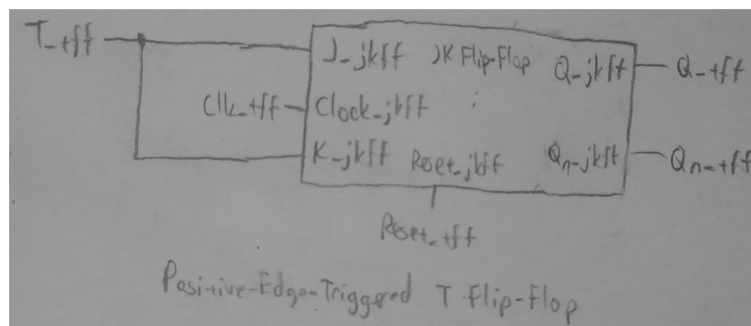 T_tff
J_jkff JK Flip-Flop Q_jkff Q_tff
Clk_tff Clock_jkff
K_jkff Reset_jkff Qn_jkff Qn_tff
Reset_tff
Positive-Edge-Triggered T Flip-Flop